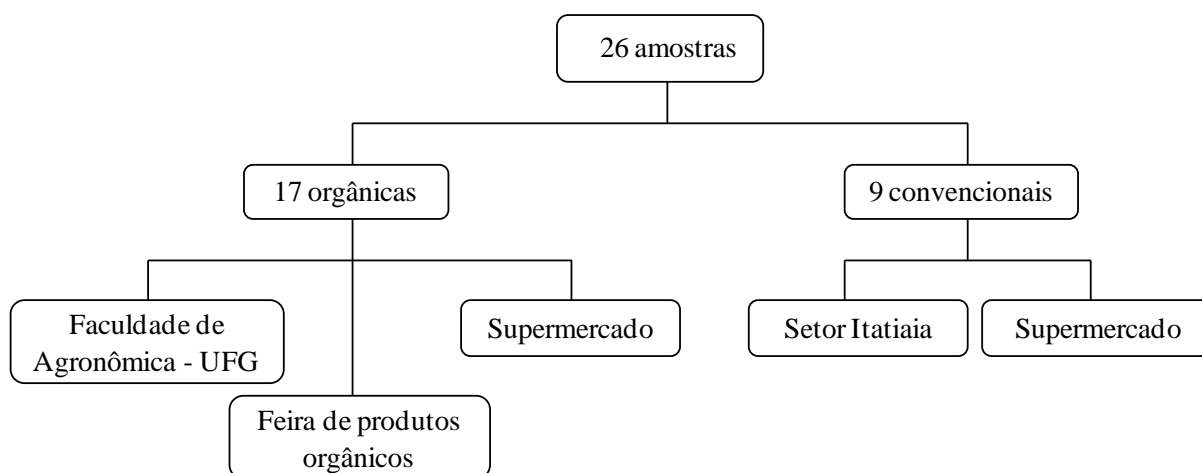 26 amostras
17 orgânicas
9 convencionais
Faculdade de
Agronômica - UFG
Feira de produtos
orgânicos
Supermercado
Setor Itatiaia
Supermercado